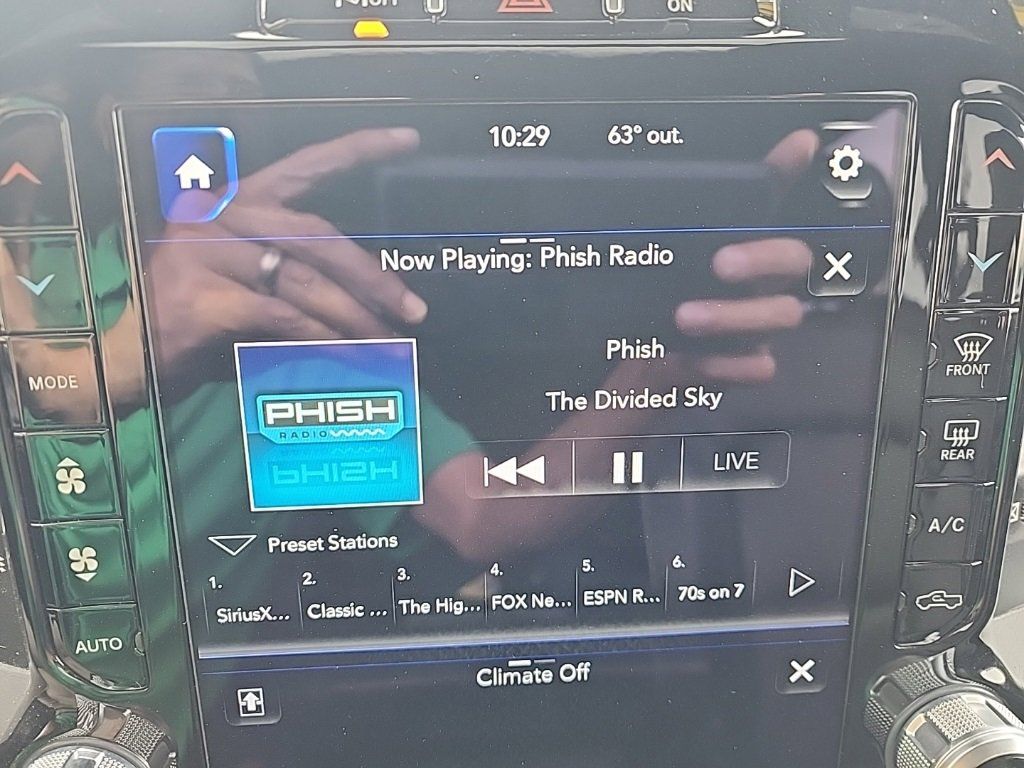 OFF
ON
10:29 63° out.
Now Playing: Phish Radio
Phish
The Divided Sky
PHISH
RADIO
LIVE
MODE
FRONT
REAR
A/C
AUTO
Preset Stations
1. 2. 3. 4. 5. 6.
SiriusX... Classic ... The Hig... FOX Ne... ESPN R... 70s on 7
Climate Off